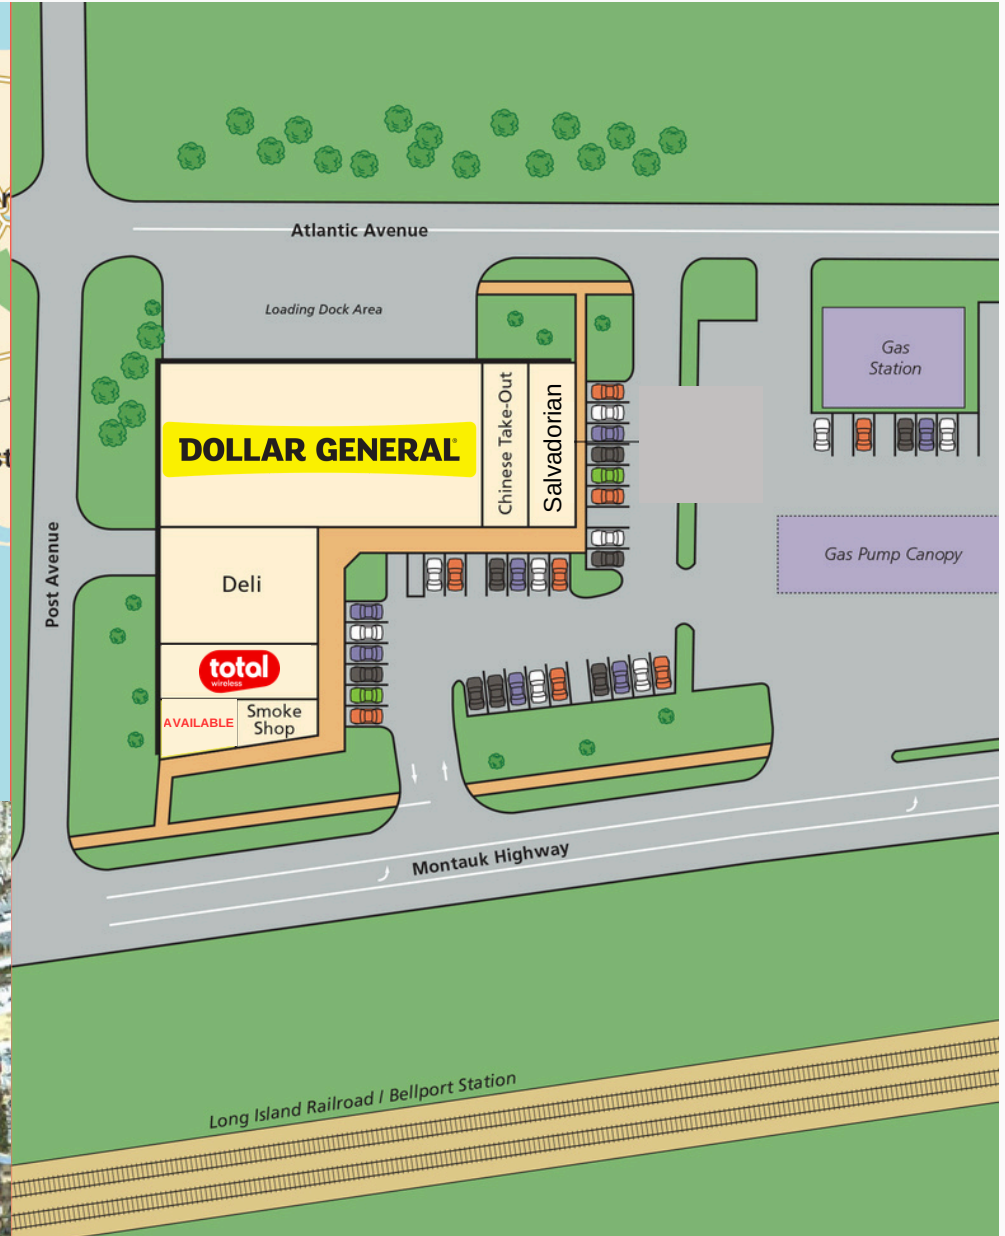 Atlantic Avenue
Loading Dock Area
Gas
Station
DOLLAR GENERAL®
Chinese Take-Out
Salvadorian
Post Avenue
Gas Pump Canopy
Deli
total
wireless
AVAILABLE
Smoke
Shop
Montauk Highway
Long Island Railroad / Bellport Station